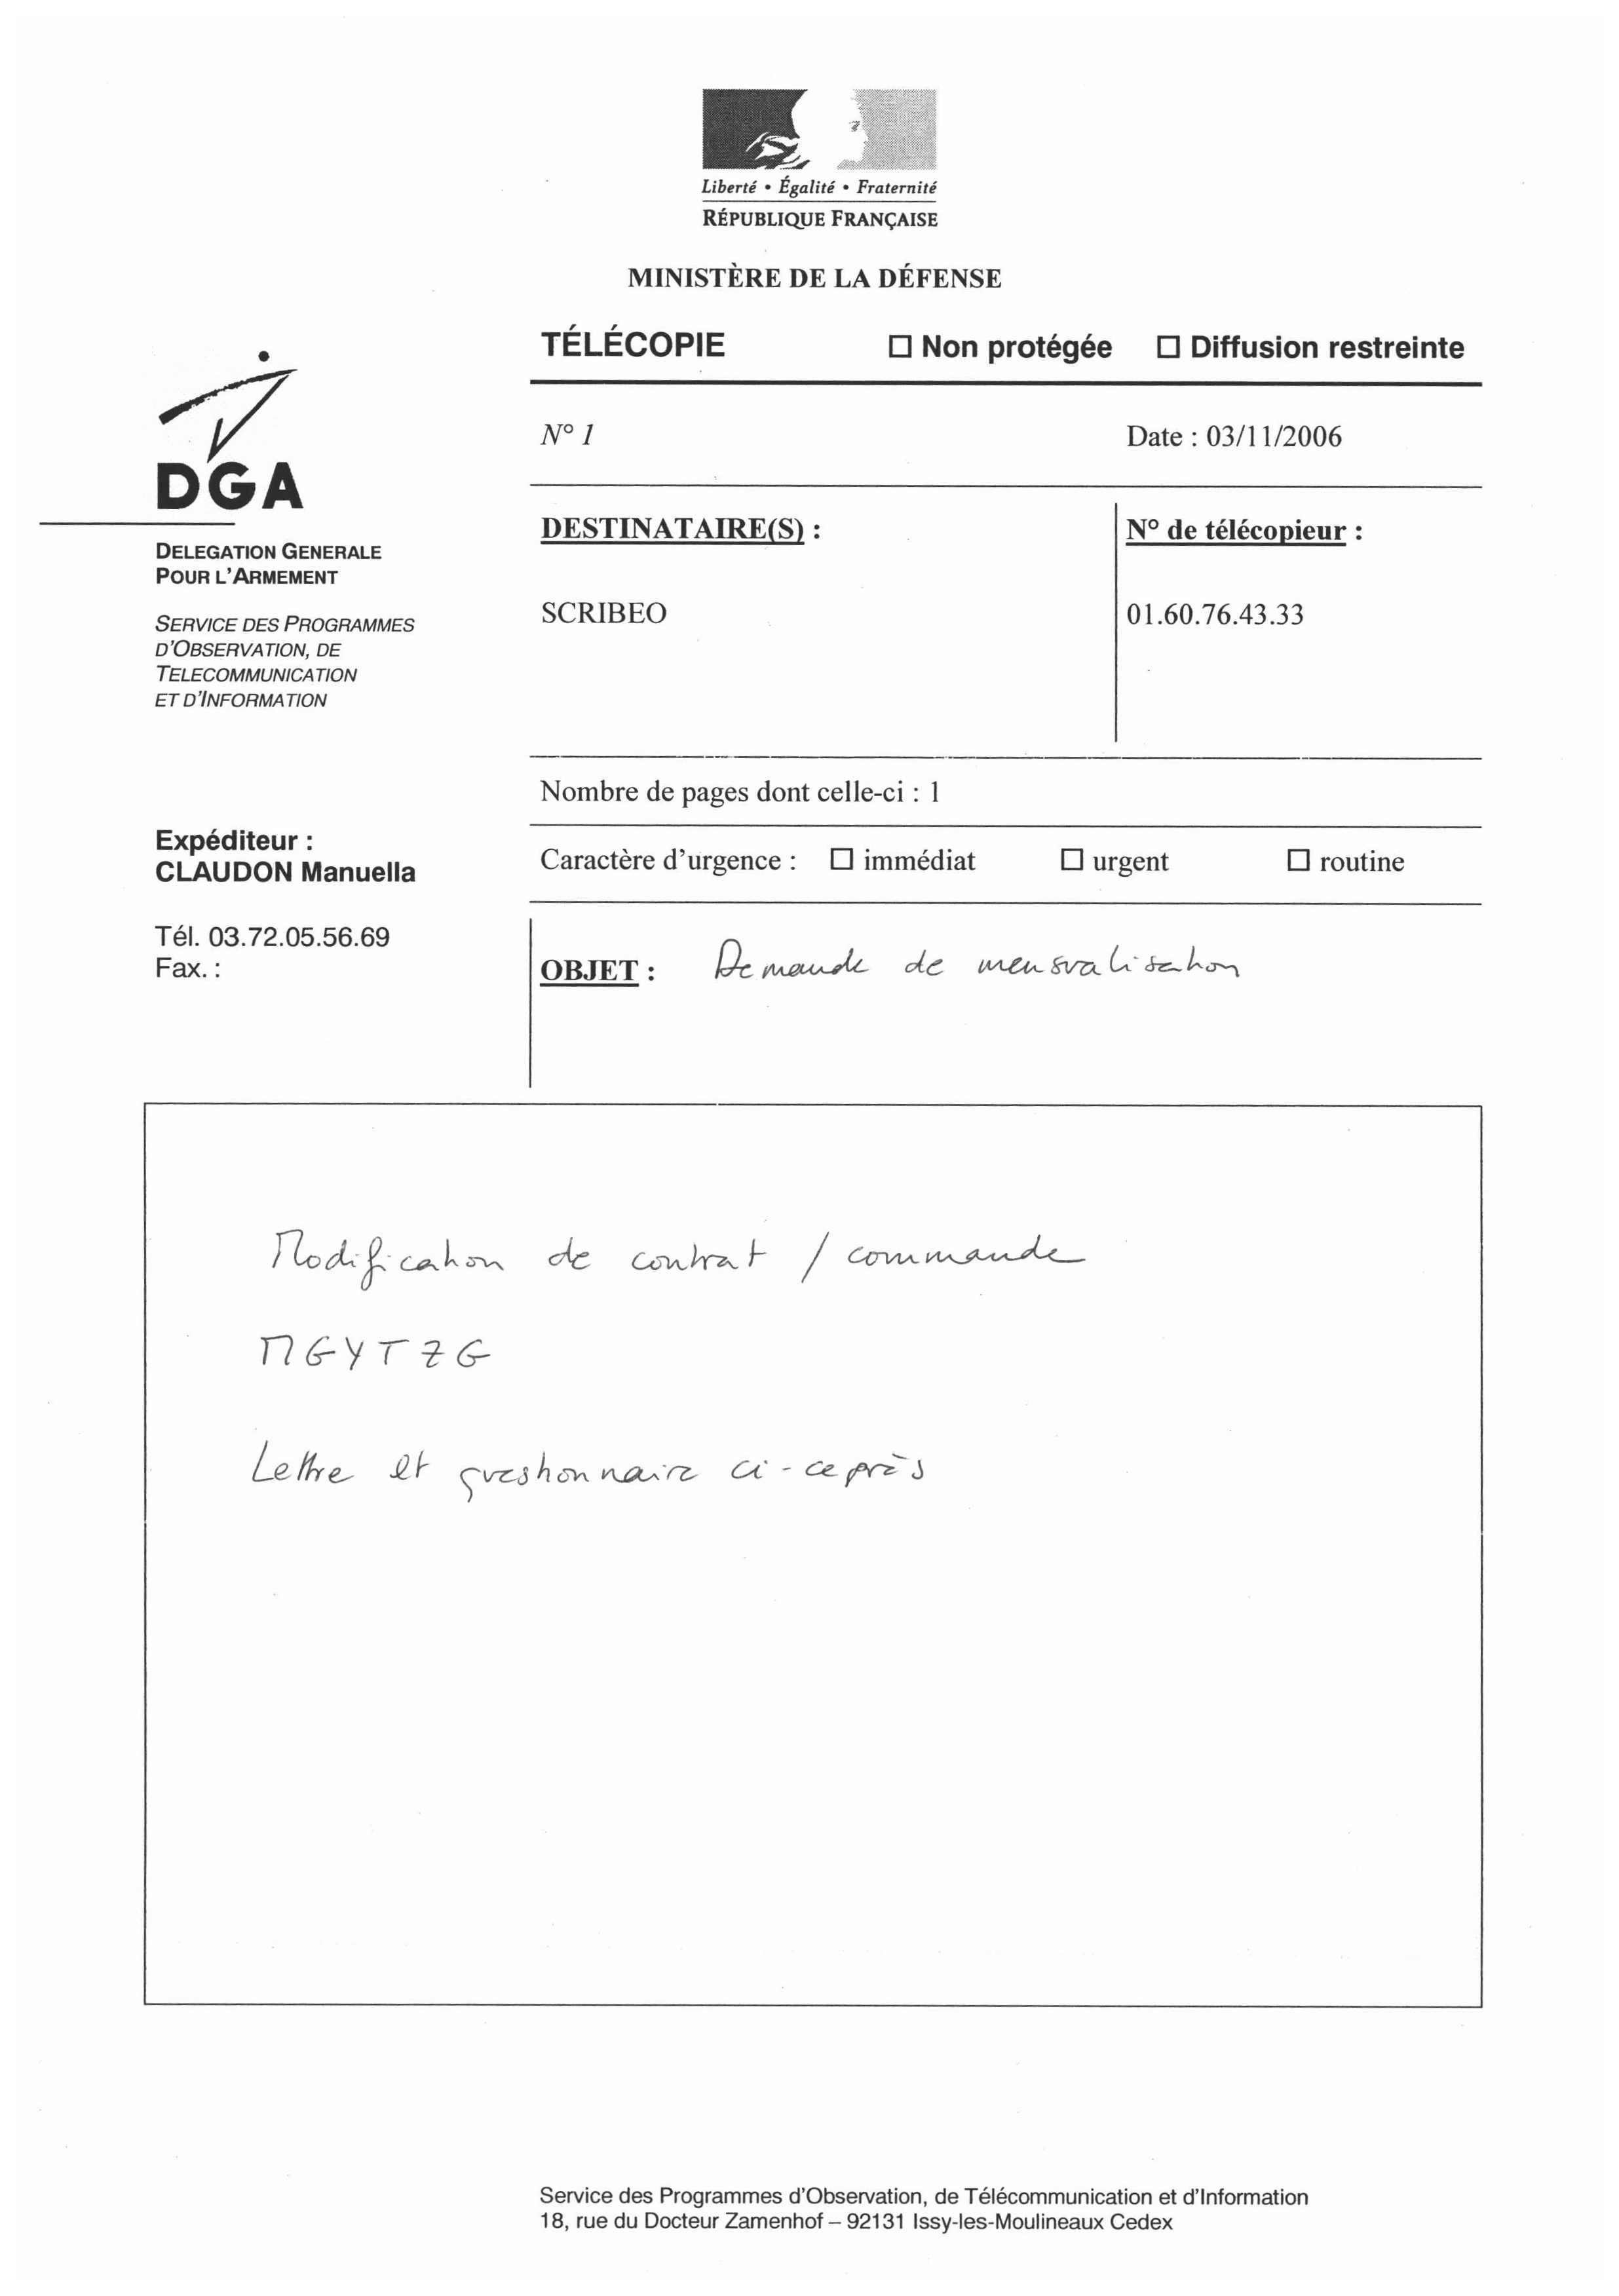 Liberté • Égalité • Fraternité
RÉPUBLIQUE FRANÇAISE
MINISTÈRE DE LA DÉFENSE
TÉLÉCOPIE ☐ Non protégée ☐ Diffusion restreinte
N° 1 Date : 03/11/2006
DGA
DELEGATION GENERALE
POUR L'ARMEMENT
SERVICE DES PROGRAMMES
D'OBSERVATION, DE
TELECOMMUNICATION
ET D'INFORMATION
DESTINATAIRE(S) : N° de télécopieur :
SCRIBEO 01.60.76.43.33
Nombre de pages dont celle-ci : 1
Expéditeur :
CLAUDON Manuella
Caractère d'urgence : ☐ immédiat ☐ urgent ☐ routine
Tél. 03.72.05.56.69
Fax. :
OBJET : Demande de mensualisation
Modification de contrat / commande
MGYTZG
Lettre et questionnaire ci-ceprès
Service des Programmes d'Observation, de Télécommunication et d'Information
18, rue du Docteur Zamenhof – 92131 Issy-les-Moulineaux Cedex